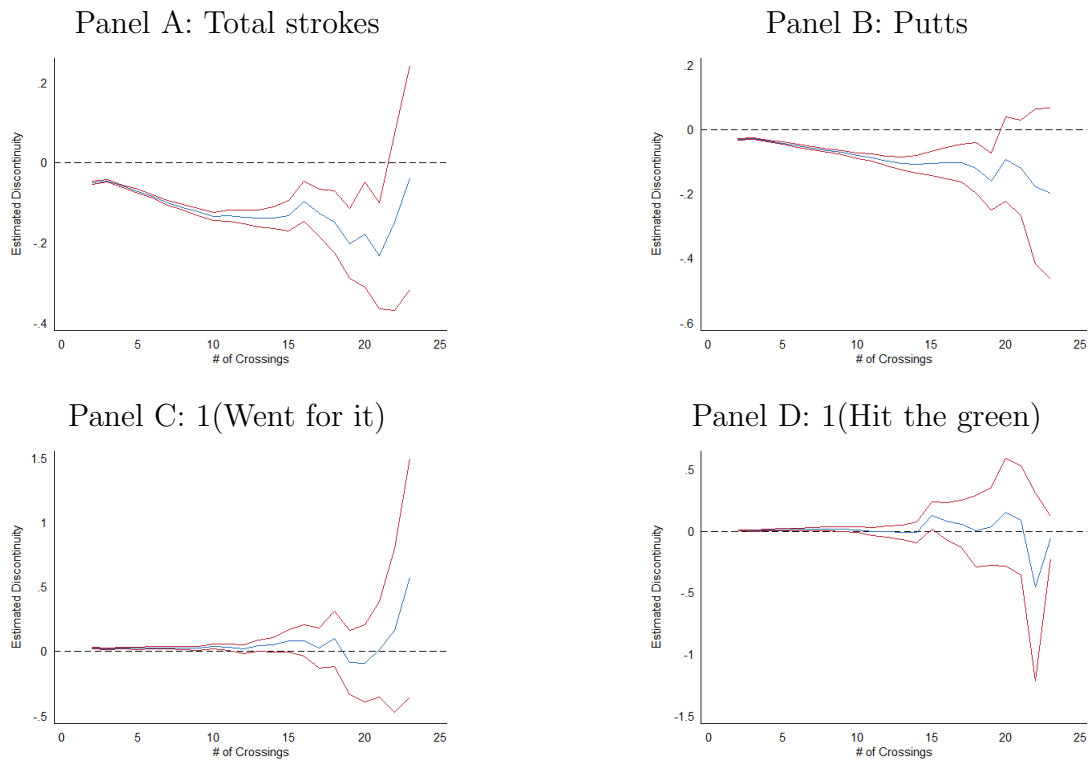 Panel A: Total strokes
Estimated Discontinuity
.2
0
-.2
-.4
0 5 10 15 20 25
# of Crossings
Panel B: Putts
Estimated Discontinuity
.2
0
-.2
-.4
-.6
0 5 10 15 20 25
# of Crossings
Panel C: 1(Went for it)
Estimated Discontinuity
1.5
1
.5
0
-.5
0 5 10 15 20 25
# of Crossings
Panel D: 1(Hit the green)
Estimated Discontinuity
.5
0
-.5
-1
-1.5
0 5 10 15 20 25
# of Crossings